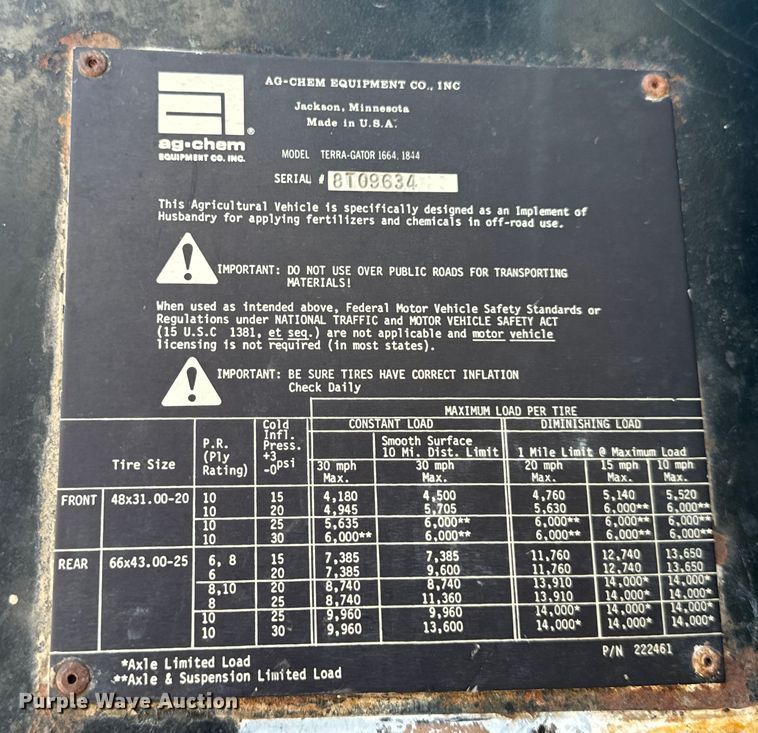 AG-CHEM EQUIPMENT CO., INC
Jackson, Minnesota
Made in U.S.A.
ag-chem®
EQUIPMENT CO. INC.
MODEL TERRA-GATOR 1664, 1844
SERIAL # 8T09634
This Agricultural Vehicle is specifically designed as an Implement of
Husbandry for applying fertilizers and chemicals in off-road use.
! IMPORTANT: DO NOT USE OVER PUBLIC ROADS FOR TRANSPORTING
MATERIALS!
When used as intended above, Federal Motor Vehicle Safety Standards or
Regulations under NATIONAL TRAFFIC and MOTOR VEHICLE SAFETY ACT
(15 U.S.C 1381, et seq.) are not applicable and motor vehicle
licensing is not required (in most states).
! IMPORTANT: BE SURE TIRES HAVE CORRECT INFLATION
Check Daily
MAXIMUM LOAD PER TIRE
CONSTANT LOAD DIMINISHING LOAD
Tire Size
P.R.
(Ply
Rating)
Cold
Infl.
Press.
+3
-0psi
Smooth Surface
10 Mi. Dist. Limit 1 Mile Limit @ Maximum Load
30 mph 30 mph 20 mph 15 mph 10 mph
Max. Max. Max. Max. Max.
FRONT 48x31.00-20 10 15 4,180 4,500 4,760 5,140 5,520
10 20 4,945 5,705 5,630 6,000** 6,000**
10 25 5,635 6,000** 6,000** 6,000** 6,000**
10 30 6,000** 6,000** 6,000** 6,000** 6,000**
REAR 66x43.00-25 6, 8 15 7,385 7,385 11,760 12,740 13,650
6 20 7,385 9,600 11,760 12,740 13,650
8,10 20 8,740 8,740 13,910 14,000* 14,000*
8 25 8,740 11,360 13,910 14,000* 14,000*
10 25 9,960 9,960 14,000* 14,000* 14,000*
10 30 9,960 13,600 14,000* 14,000* 14,000*
P/N 222461
*Axle Limited Load
**Axle & Suspension Limited Load
Purple Wave Auction